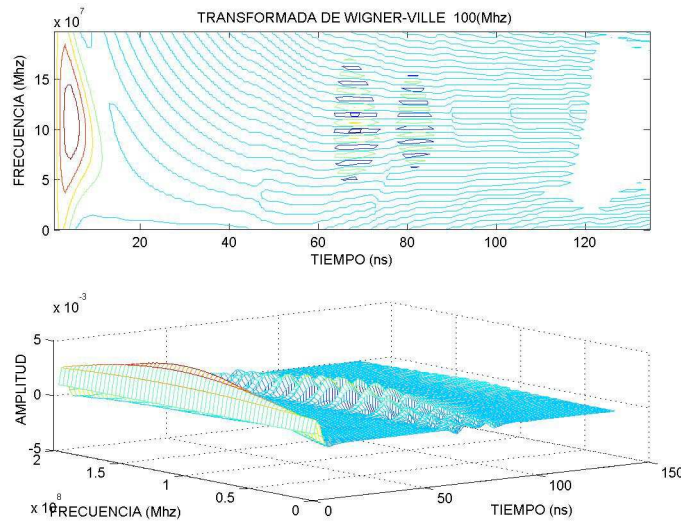 TRANSFORMADA DE WIGNER-VILLE 100(Mhz)
x 10^7
FRECUENCIA (Mhz)
15
10
5
0
20
40
60
80
100
120
TIEMPO (ns)
x 10^-3
AMPLITUD
5
0
-5
2
1.5
1
0.5
0
x 10^8
FRECUENCIA (Mhz)
0
50
100
150
TIEMPO (ns)